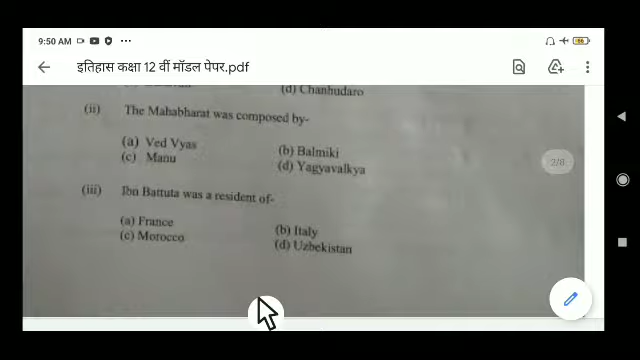 9:50 AM
इतिहास कक्षा 12 वीं मॉडल पेपर.pdf
(d) Chanhudaro
(ii) The Mahabharat was composed by-
(a) Ved Vyas (b) Balmiki
(c) Manu (d) Yagyavalkya
2/8
(iii) Ibn Battuta was a resident of-
(a) France (b) Italy
(c) Morocco (d) Uzbekistan